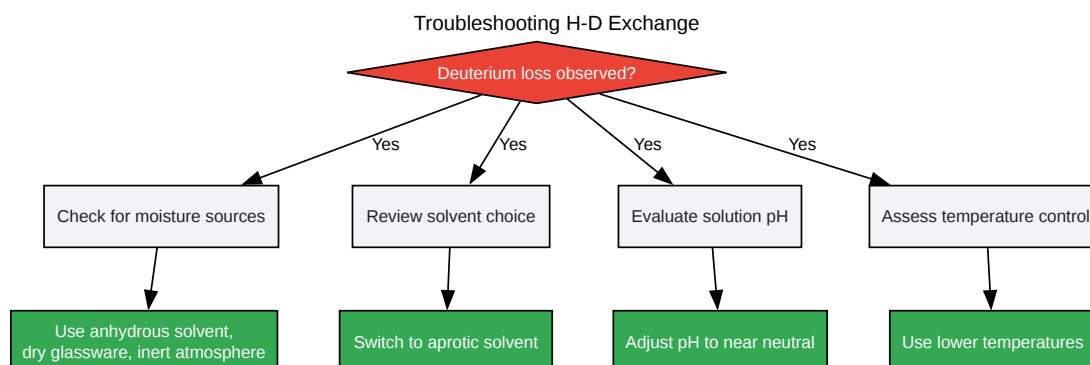 Troubleshooting H-D Exchange
Deuterium loss observed?
Yes
Yes
Yes
Yes
Check for moisture sources
Review solvent choice
Evaluate solution pH
Assess temperature control
Use anhydrous solvent,
dry glassware, inert atmosphere
Switch to aprotic solvent
Adjust pH to near neutral
Use lower temperatures